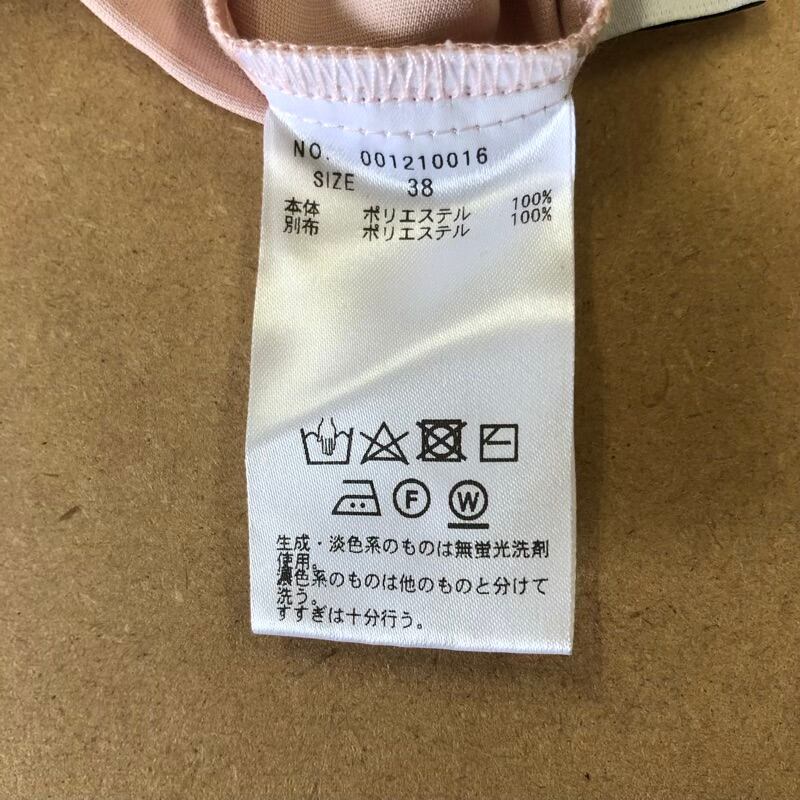 NO. 001210016
SIZE 38
本体 ポリエステル 100%
別布 ポリエステル 100%
F W
生成・淡色系のものは無蛍光洗剤
使用。
濃色系のものは他のものと分けて
洗う。
すすぎは十分行う。